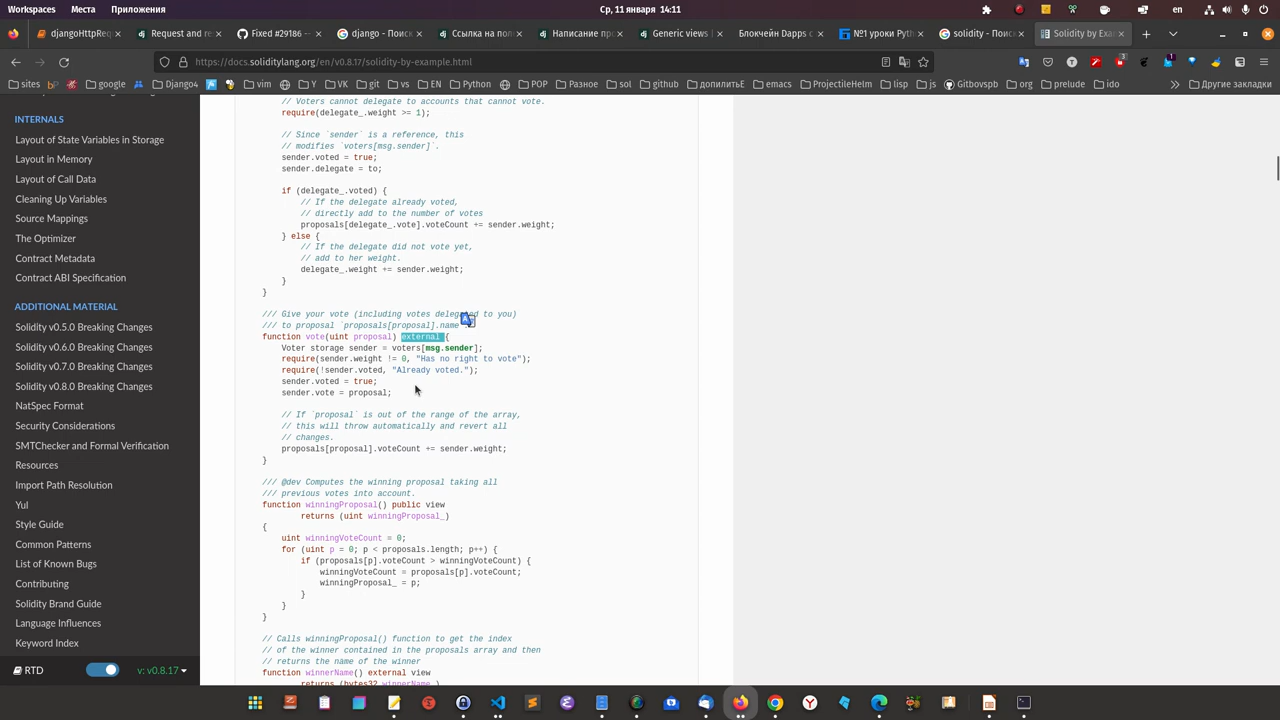 Workspaces Места Приложения Ср, 11 января 14:11 en
djangoHttpReq Request and re Fixed #29186 – django - Поиск Ссылка на пол Написание пр Generic views | Блокчейн Dapps с №1 уроки Pyth solidity - Поиск Solidity by Exa
https://docs.soliditylang.org/en/v0.8.17/solidity-by-example.html
sites google Django4 vim Y VK git vs EN Python POP Разное sol github допилитьЕ emacs ProjectileHelm lisp js Gitbovspb org prelude ido Другие закладки
INTERNALS
Layout of State Variables in Storage
Layout in Memory
Layout of Call Data
Cleaning Up Variables
Source Mappings
The Optimizer
Contract Metadata
Contract ABI Specification
ADDITIONAL MATERIAL
Solidity v0.5.0 Breaking Changes
Solidity v0.6.0 Breaking Changes
Solidity v0.7.0 Breaking Changes
Solidity v0.8.0 Breaking Changes
NatSpec Format
Security Considerations
SMTChecker and Formal Verification
Resources
Import Path Resolution
Yul
Style Guide
Common Patterns
List of Known Bugs
Contributing
Solidity Brand Guide
Language Influences
Keyword Index
RTD v: v0.8.17
// Voters cannot delegate to accounts that cannot vote.
require(delegate_.weight >= 1);
// Since `sender` is a reference, this
// modifies `voters[msg.sender]`.
sender.voted = true;
sender.delegate = to;
if (delegate_.voted) {
// If the delegate already voted,
// directly add to the number of votes
proposals[delegate_.vote].voteCount += sender.weight;
} else {
// If the delegate did not vote yet,
// add to her weight.
delegate_.weight += sender.weight;
}
}
/// Give your vote (including votes delegated to you)
/// to proposal `proposals[proposal].name
function vote(uint proposal) external {
Voter storage sender = voters[msg.sender];
require(sender.weight != 0, "Has no right to vote");
require(!sender.voted, "Already voted.");
sender.voted = true;
sender.vote = proposal;
// If `proposal` is out of the range of the array,
// this will throw automatically and revert all
// changes.
proposals[proposal].voteCount += sender.weight;
}
/// @dev Computes the winning proposal taking all
/// previous votes into account.
function winningProposal() public view
returns (uint winningProposal_)
{
uint winningVoteCount = 0;
for (uint p = 0; p < proposals.length; p++) {
if (proposals[p].voteCount > winningVoteCount) {
winningVoteCount = proposals[p].voteCount;
winningProposal_ = p;
}
}
}
// Calls winningProposal() function to get the index
// of the winner contained in the proposals array and then
// returns the name of the winner
function winnerName() external view
returns (bytes32 winnerName_)